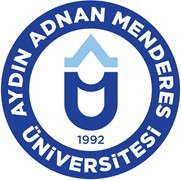 AYDIN ADNAN MENDERES
ÜNİVERSİTESİ
1992